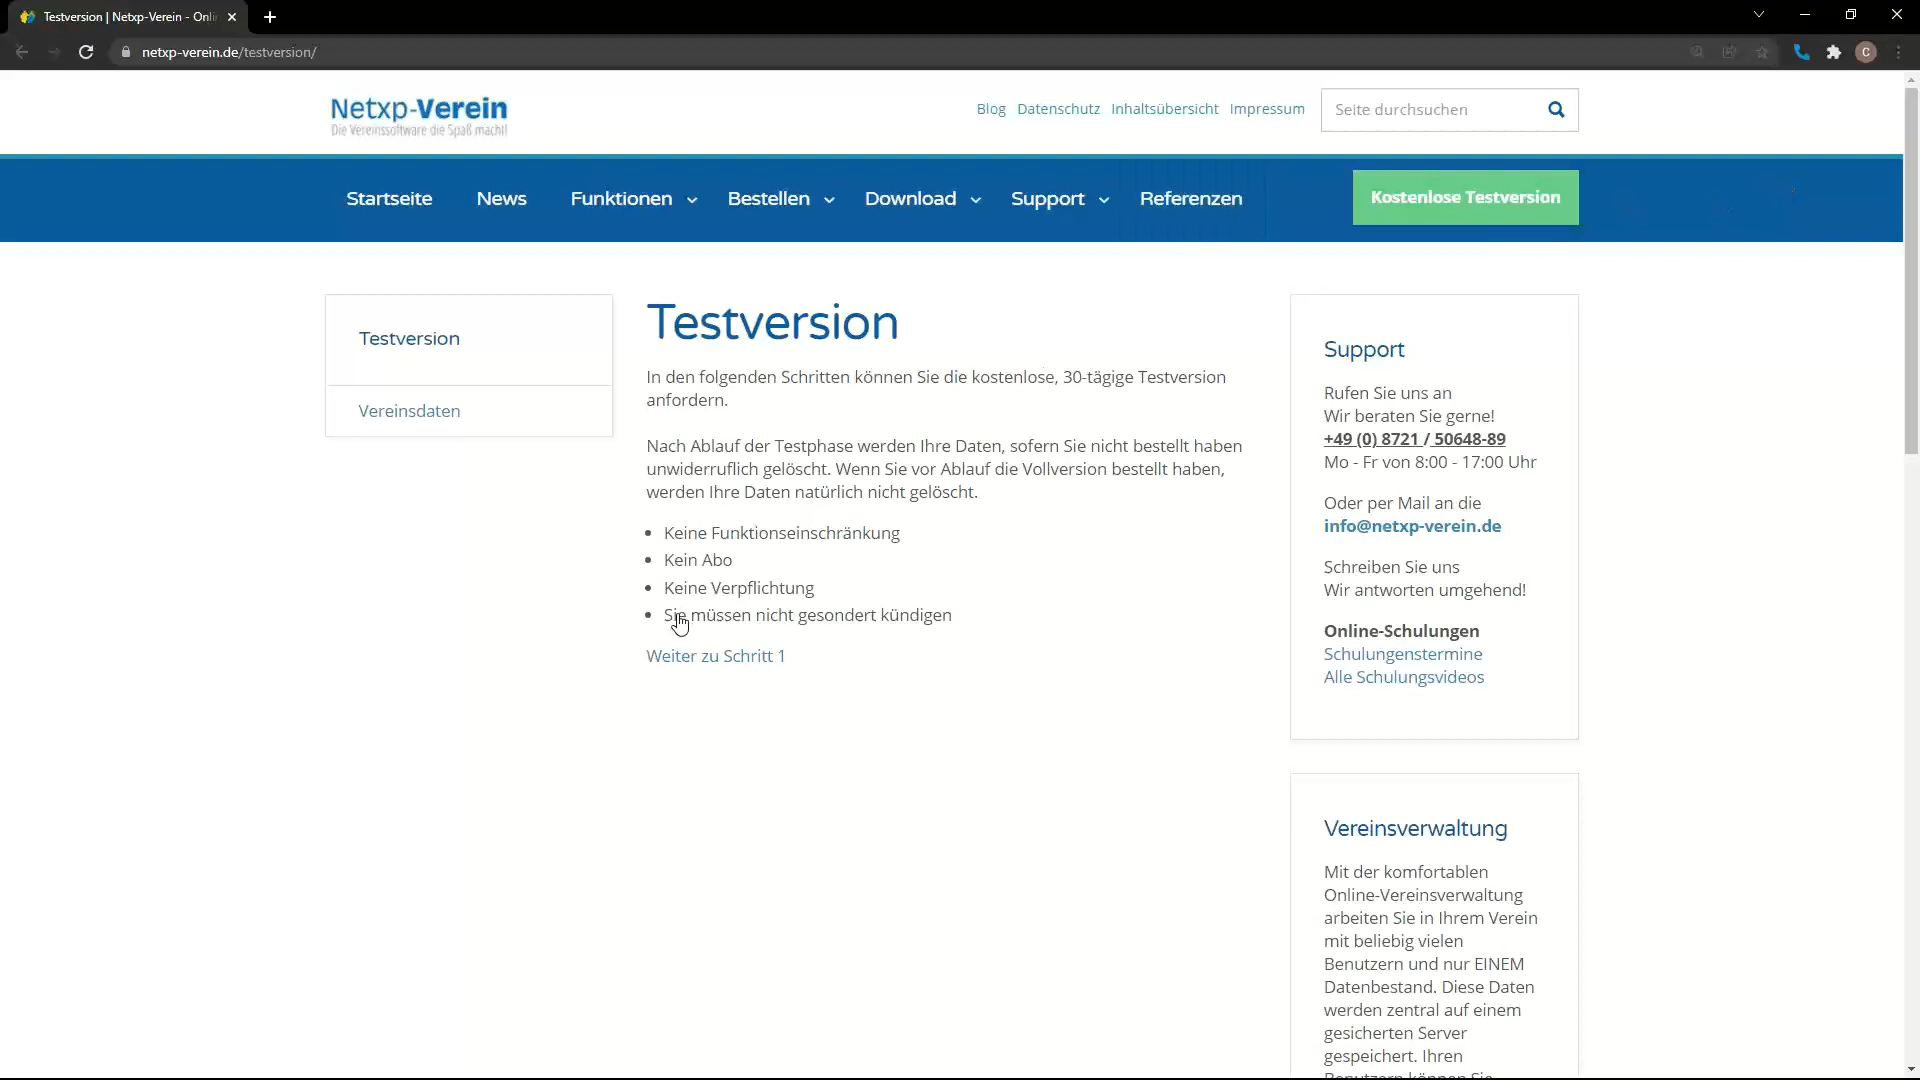 Testversion | Netxp-Verein - Onli
netxp-verein.de/testversion/
C
Netxp-Verein
Die Vereinssoftware die Spaß macht!
Blog Datenschutz Inhaltsübersicht Impressum
Seite durchsuchen
Startseite News Funktionen Bestellen Download Support Referenzen
Kostenlose Testversion
Testversion
Vereinsdaten
Testversion
In den folgenden Schritten können Sie die kostenlose, 30-tägige Testversion
anfordern.
Nach Ablauf der Testphase werden Ihre Daten, sofern Sie nicht bestellt haben
unwiderruflich gelöscht. Wenn Sie vor Ablauf die Vollversion bestellt haben,
werden Ihre Daten natürlich nicht gelöscht.
• Keine Funktionseinschränkung
• Kein Abo
• Keine Verpflichtung
• Sie müssen nicht gesondert kündigen
Weiter zu Schritt 1
Support
Rufen Sie uns an
Wir beraten Sie gerne!
+49 (0) 8721 / 50648-89
Mo - Fr von 8:00 - 17:00 Uhr
Oder per Mail an die
info@netxp-verein.de
Schreiben Sie uns
Wir antworten umgehend!
Online-Schulungen
Schulungenstermine
Alle Schulungsvideos
Vereinsverwaltung
Mit der komfortablen
Online-Vereinsverwaltung
arbeiten Sie in Ihrem Verein
mit beliebig vielen
Benutzern und nur EINEM
Datenbestand. Diese Daten
werden zentral auf einem
gesicherten Server
gespeichert. Ihren